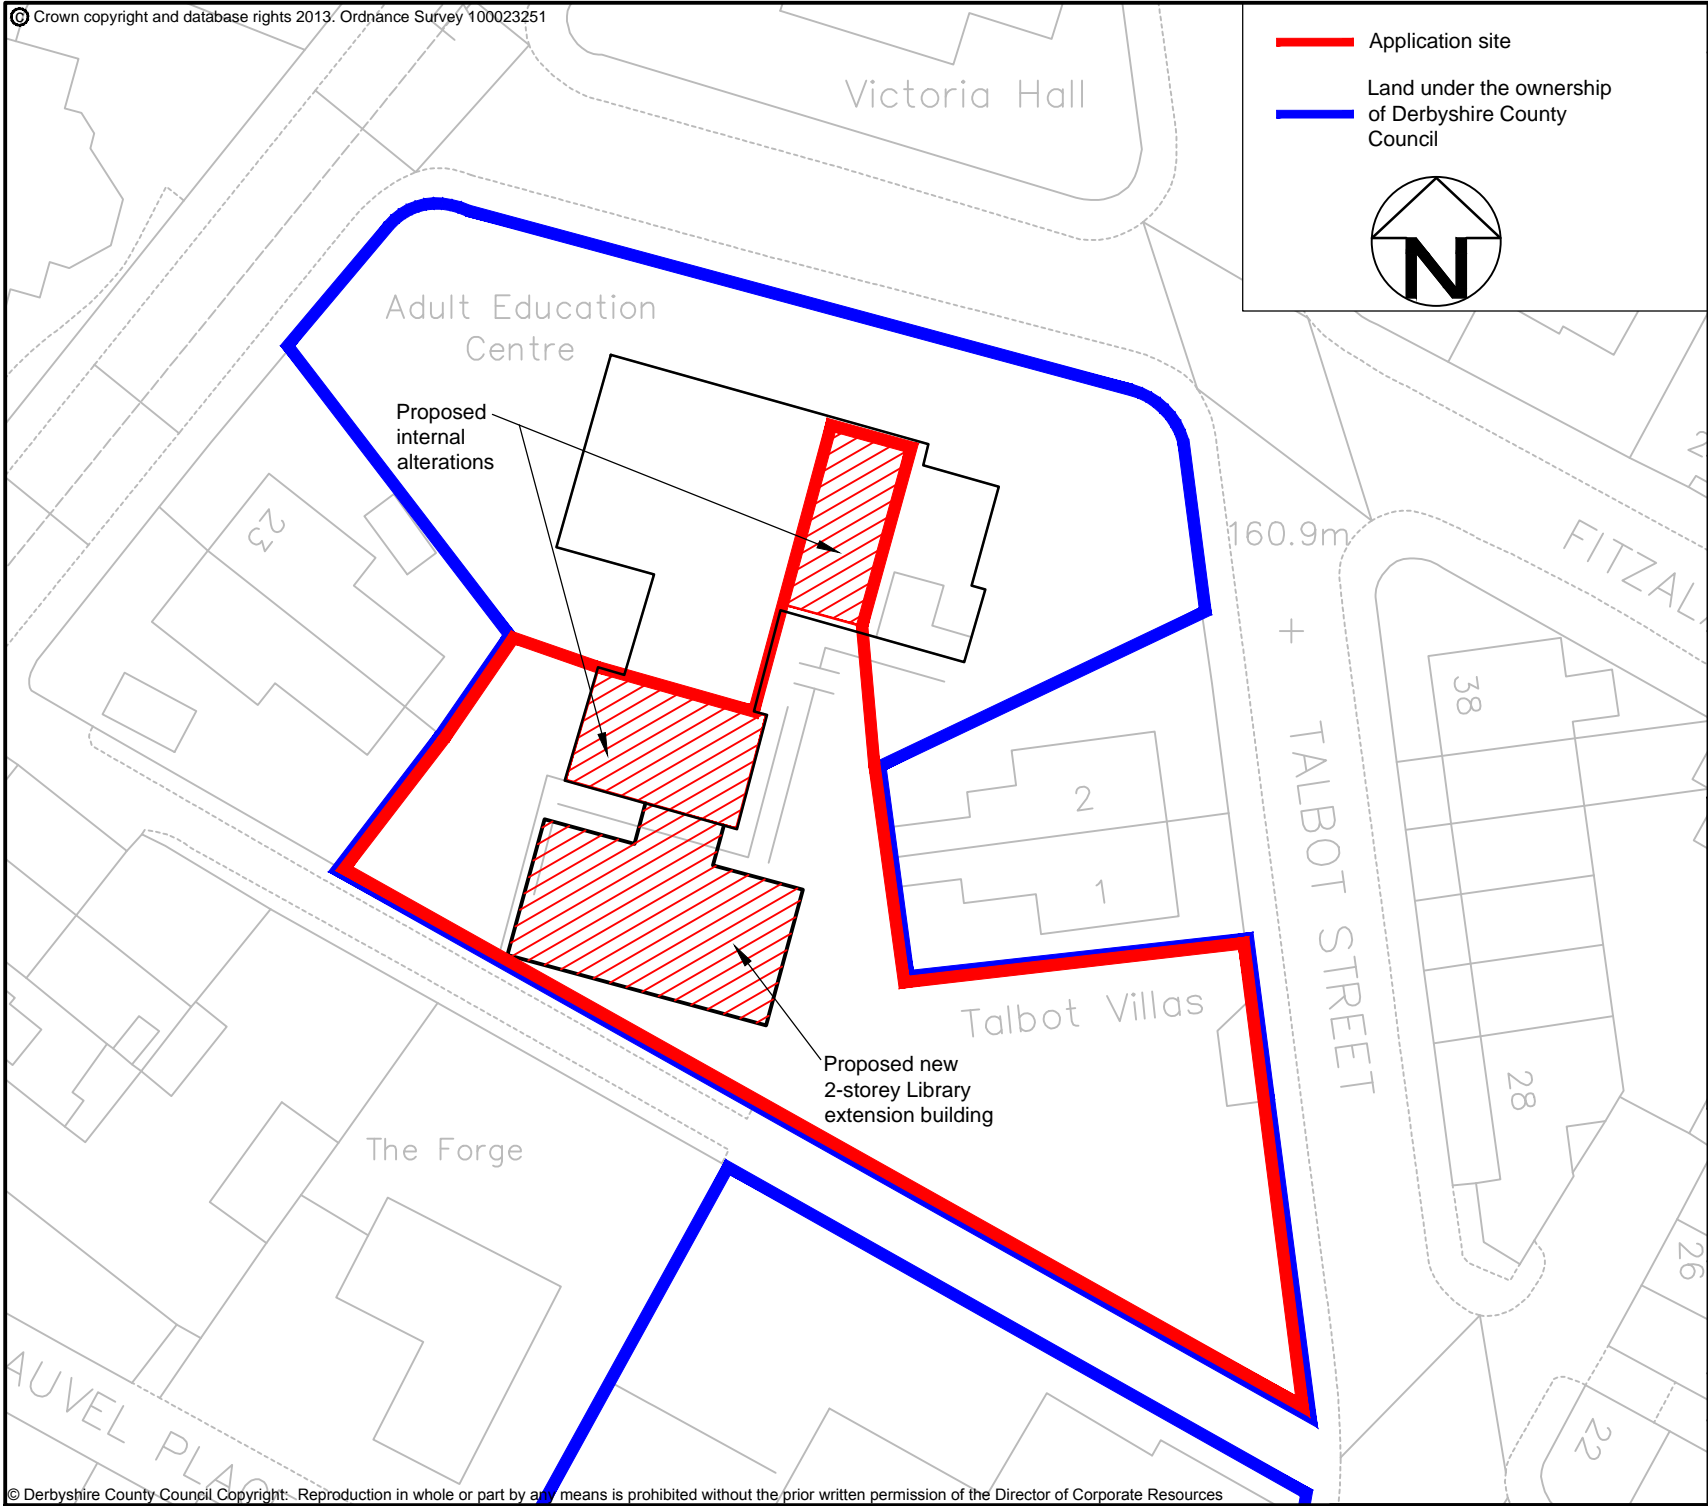 © Crown copyright and database rights 2013. Ordnance Survey 100023251
Application site
Land under the ownership
of Derbyshire County
Council
N
Victoria Hall
Adult Education
Centre
Proposed
internal
alterations
23
160.9m
FITZAL
38
TALBOT STREET
2
1
Talbot Villas
Proposed new
2-storey Library
extension building
28
The Forge
26
22
AUVEL PLAC
© Derbyshire County Council Copyright: Reproduction in whole or part by any means is prohibited without the prior written permission of the Director of Corporate Resources